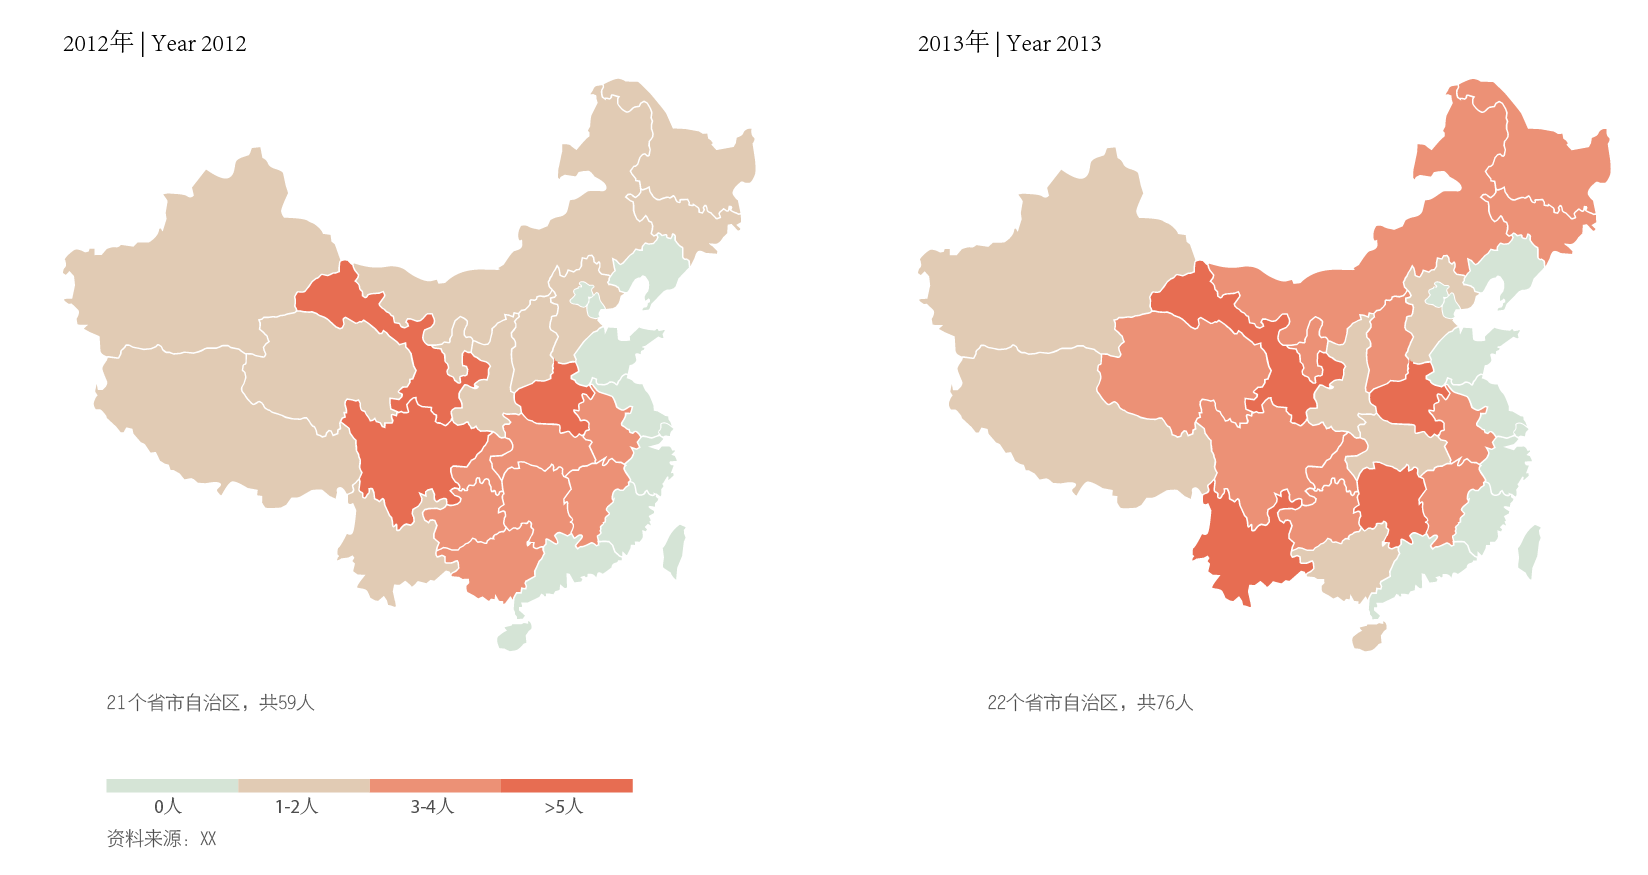 2012年 | Year 2012
2013年 | Year 2013
21个省市自治区，共59人
22个省市自治区，共76人
0人
1-2人
3-4人
>5人
资料来源：XX